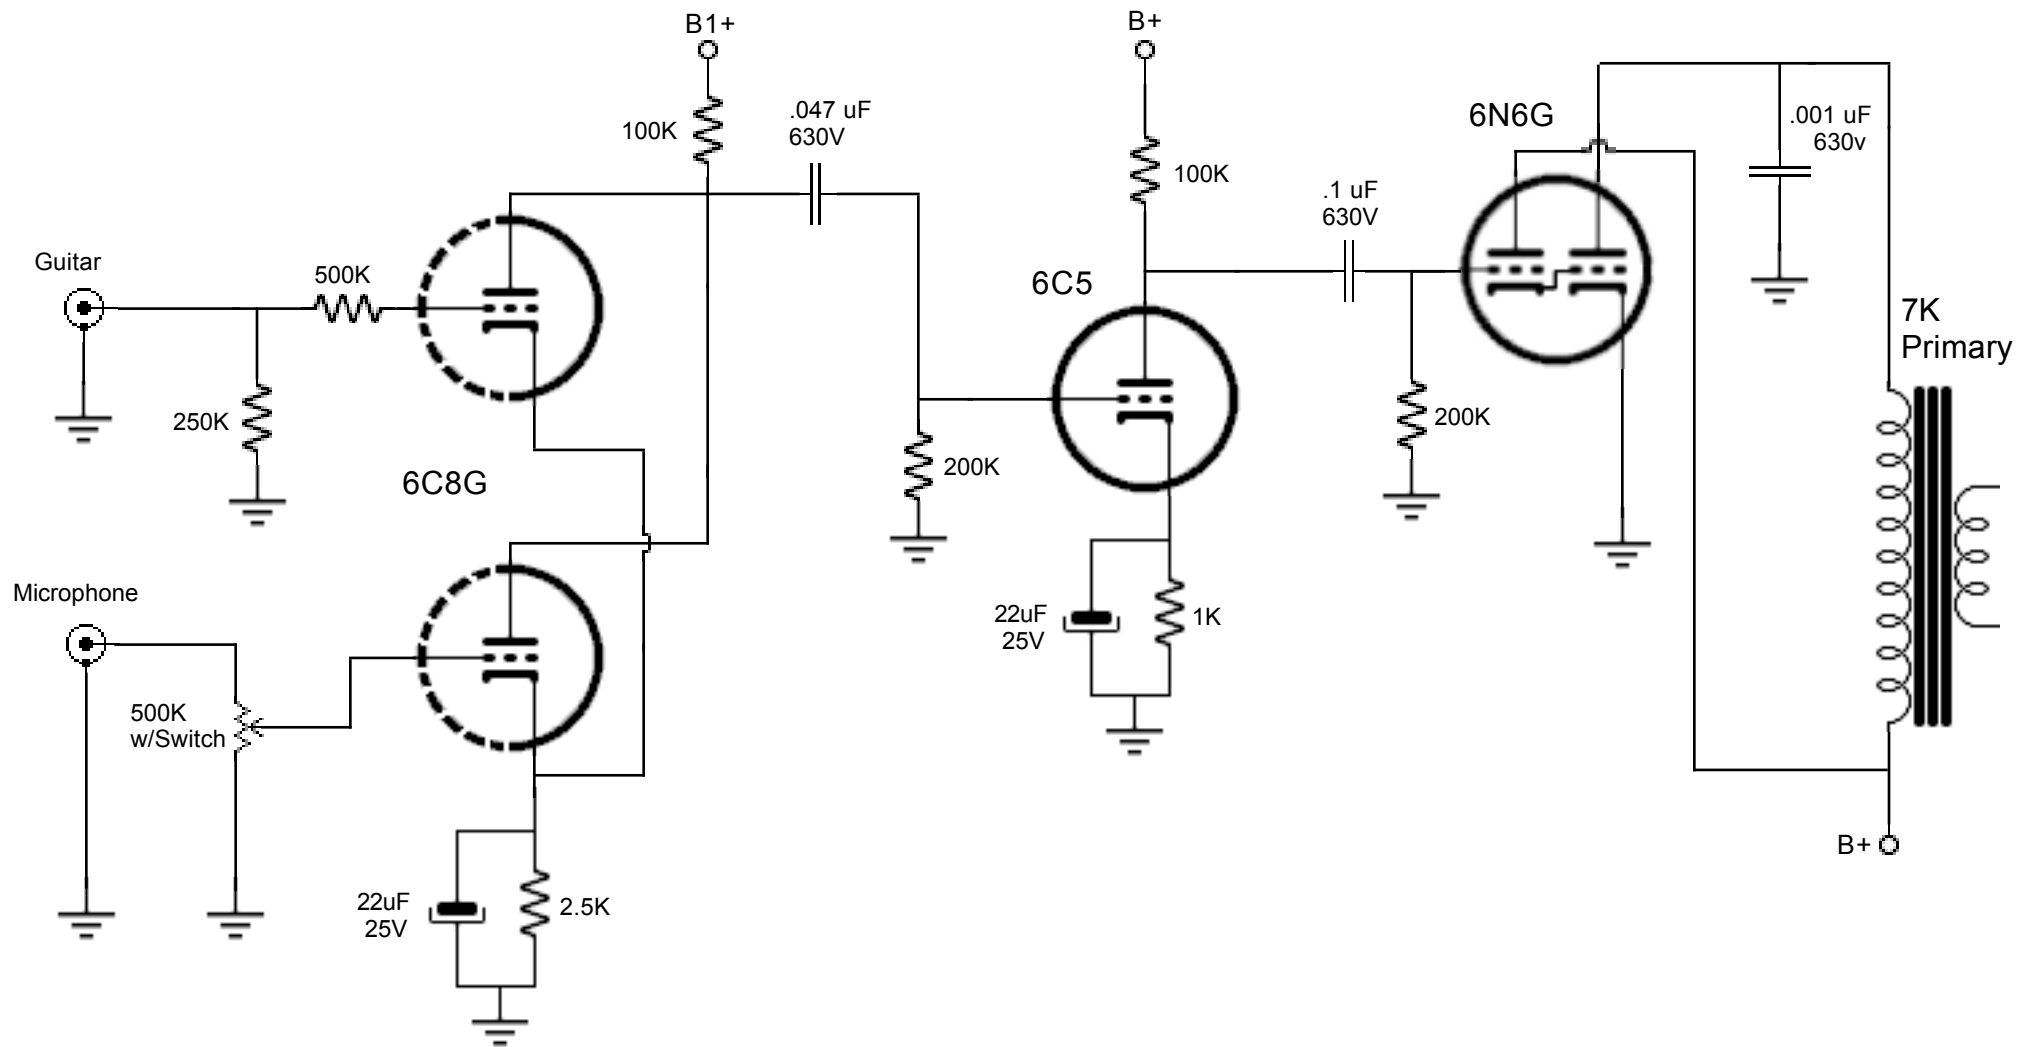 B1+
B+
100K
.047 uF
630V
6N6G
.001 uF
630v
100K
.1 uF
630V
Guitar
500K
6C5
7K
Primary
250K
6C8G
200K
200K
Microphone
22uF
25V
1K
500K
w/Switch
B+
22uF
25V
2.5K